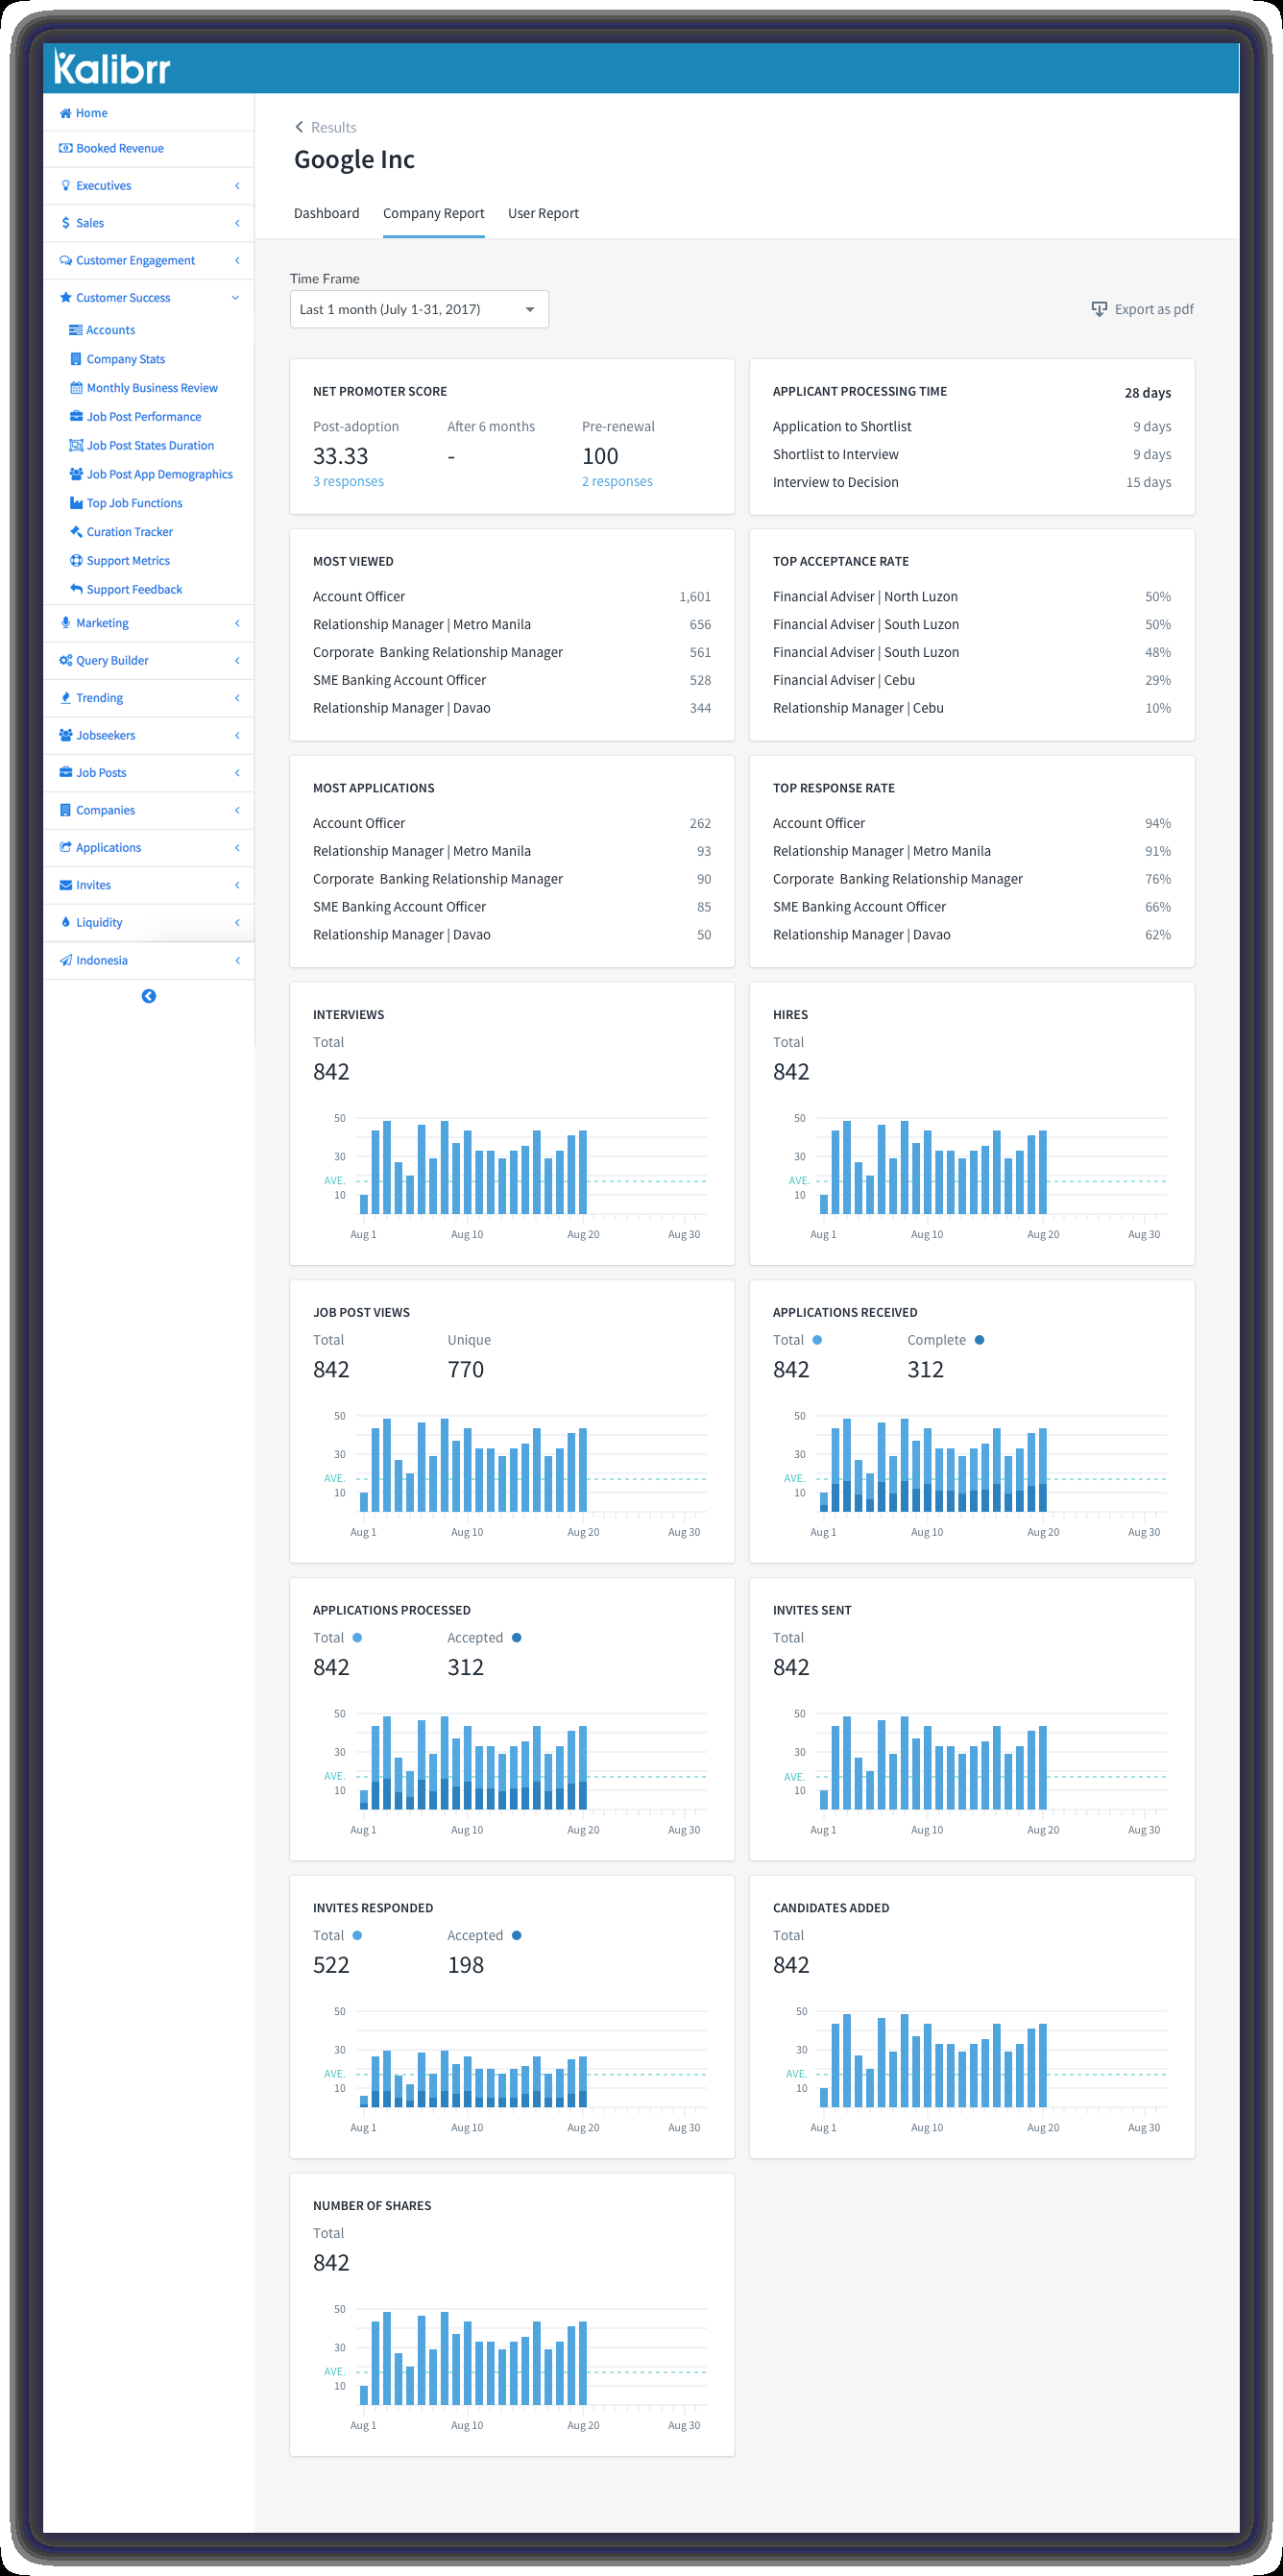 Kalibrr
Home
Booked Revenue
Executives
Sales
Customer Engagement
Customer Success
Accounts
Company Stats
Monthly Business Review
Job Post Performance
Job Post States Duration
Job Post App Demographics
Top Job Functions
Curation Tracker
Support Metrics
Support Feedback
Marketing
Query Builder
Trending
Jobseekers
Job Posts
Companies
Applications
Invites
Liquidity
Indonesia
Results
Google Inc
Dashboard Company Report User Report
Time Frame
Last 1 month (July 1-31, 2017)
Export as pdf
NET PROMOTER SCORE
Post-adoption After 6 months Pre-renewal
33.33 - 100
3 responses 2 responses
APPLICANT PROCESSING TIME 28 days
Application to Shortlist 9 days
Shortlist to Interview 9 days
Interview to Decision 15 days
MOST VIEWED
Account Officer 1,601
Relationship Manager | Metro Manila 656
Corporate Banking Relationship Manager 561
SME Banking Account Officer 528
Relationship Manager | Davao 344
TOP ACCEPTANCE RATE
Financial Adviser | North Luzon 50%
Financial Adviser | South Luzon 50%
Financial Adviser | South Luzon 48%
Financial Adviser | Cebu 29%
Relationship Manager | Cebu 10%
MOST APPLICATIONS
Account Officer 262
Relationship Manager | Metro Manila 93
Corporate Banking Relationship Manager 90
SME Banking Account Officer 85
Relationship Manager | Davao 50
TOP RESPONSE RATE
Account Officer 94%
Relationship Manager | Metro Manila 91%
Corporate Banking Relationship Manager 76%
SME Banking Account Officer 66%
Relationship Manager | Davao 62%
INTERVIEWS
Total
842
50
30
AVE.
10
Aug 1 Aug 10 Aug 20 Aug 30
HIRES
Total
842
50
30
AVE.
10
Aug 1 Aug 10 Aug 20 Aug 30
JOB POST VIEWS
Total Unique
842 770
50
30
AVE.
10
Aug 1 Aug 10 Aug 20 Aug 30
APPLICATIONS RECEIVED
Total Complete
842 312
50
30
AVE.
10
Aug 1 Aug 10 Aug 20 Aug 30
APPLICATIONS PROCESSED
Total Accepted
842 312
50
30
AVE.
10
Aug 1 Aug 10 Aug 20 Aug 30
INVITES SENT
Total
842
50
30
AVE.
10
Aug 1 Aug 10 Aug 20 Aug 30
INVITES RESPONDED
Total Accepted
522 198
50
30
AVE.
10
Aug 1 Aug 10 Aug 20 Aug 30
CANDIDATES ADDED
Total
842
50
30
AVE.
10
Aug 1 Aug 10 Aug 20 Aug 30
NUMBER OF SHARES
Total
842
50
30
AVE.
10
Aug 1 Aug 10 Aug 20 Aug 30